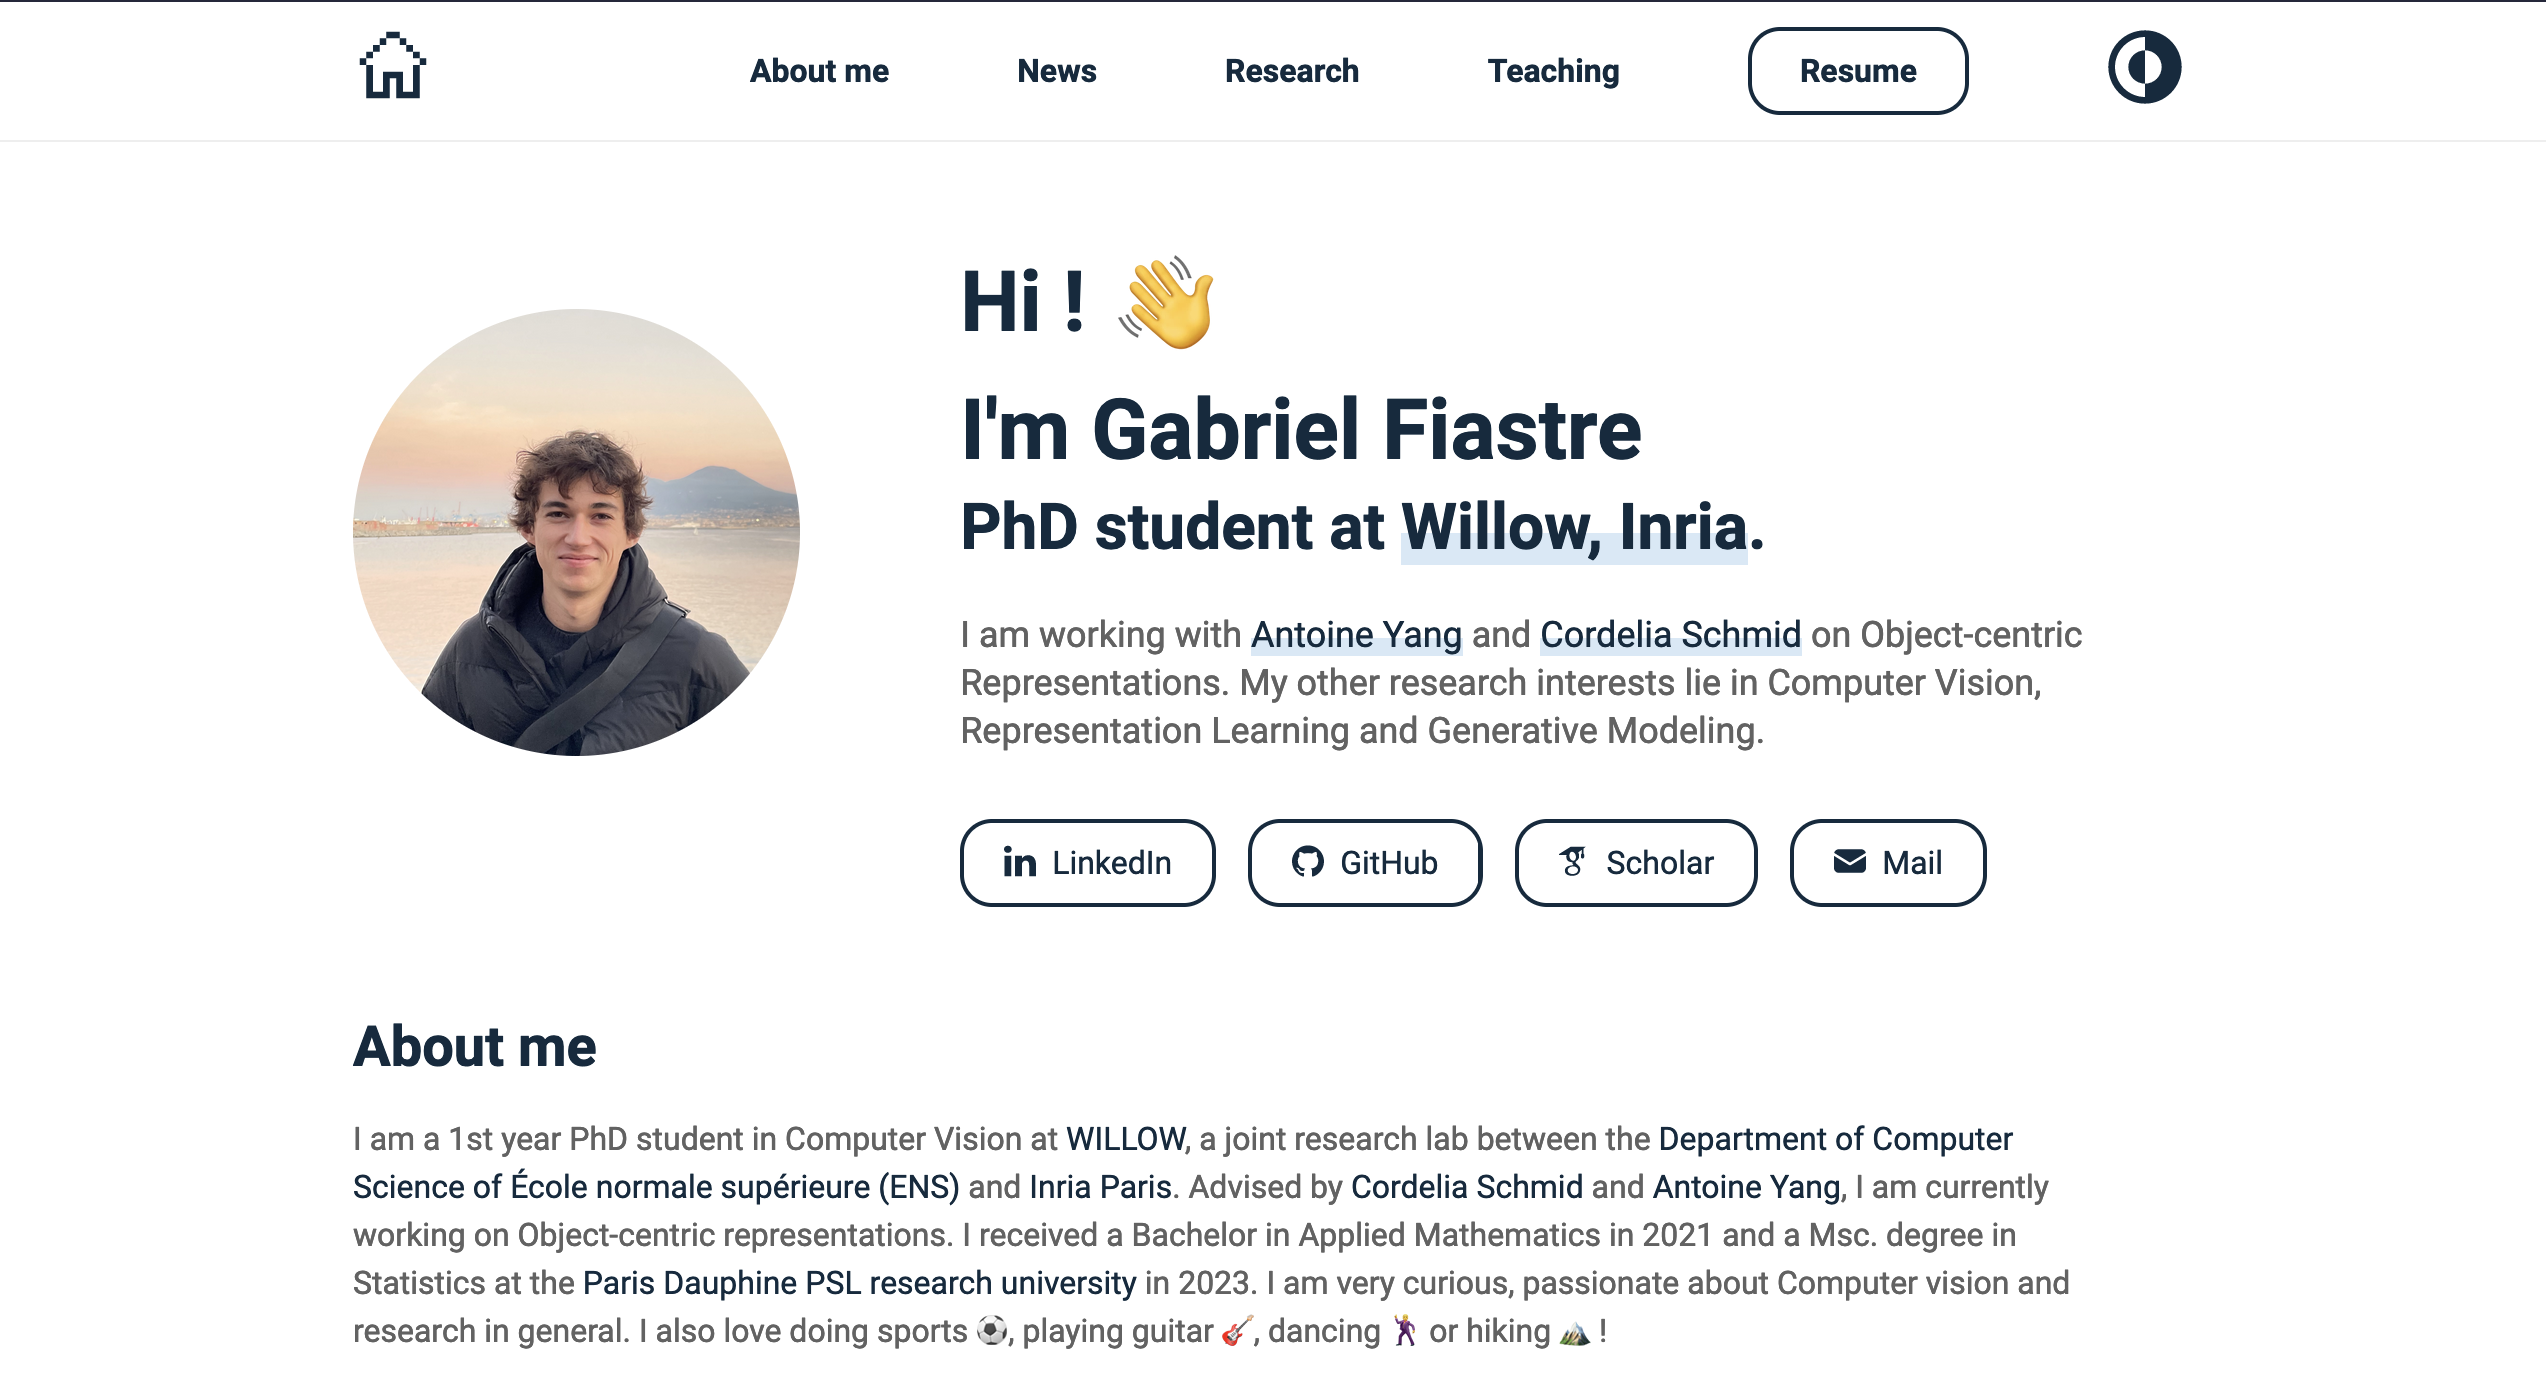 About me
News
Research
Teaching
Resume
Hi ! 👋
I'm Gabriel Fiastre
PhD student at Willow, Inria.
I am working with Antoine Yang and Cordelia Schmid on Object-centric
Representations. My other research interests lie in Computer Vision,
Representation Learning and Generative Modeling.
LinkedIn
GitHub
Scholar
Mail
About me
I am a 1st year PhD student in Computer Vision at WILLOW, a joint research lab between the Department of Computer
Science of École normale supérieure (ENS) and Inria Paris. Advised by Cordelia Schmid and Antoine Yang, I am currently
working on Object-centric representations. I received a Bachelor in Applied Mathematics in 2021 and a Msc. degree in
Statistics at the Paris Dauphine PSL research university in 2023. I am very curious, passionate about Computer vision and
research in general. I also love doing sports ⚽, playing guitar 🎸, dancing 🕺 or hiking ⛰️ !